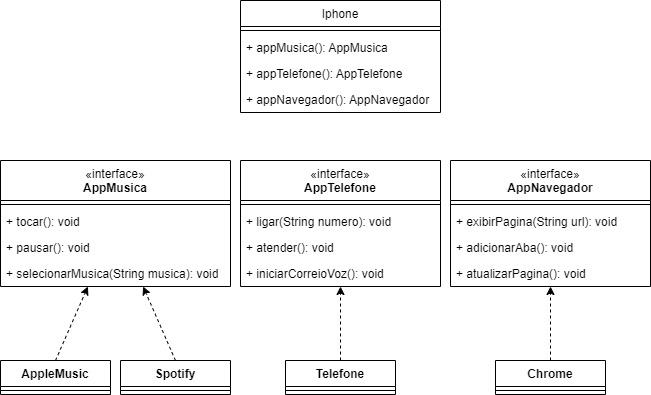 Iphone
+ appMusica(): AppMusica
+ appTelefone(): AppTelefone
+ appNavegador(): AppNavegador
«interface»
AppMusica
+ tocar(): void
+ pausar(): void
+ selecionarMusica(String musica): void
«interface»
AppTelefone
+ ligar(String numero): void
+ atender(): void
+ iniciarCorreioVoz(): void
«interface»
AppNavegador
+ exibirPagina(String url): void
+ adicionarAba(): void
+ atualizarPagina(): void
AppleMusic
Spotify
Telefone
Chrome